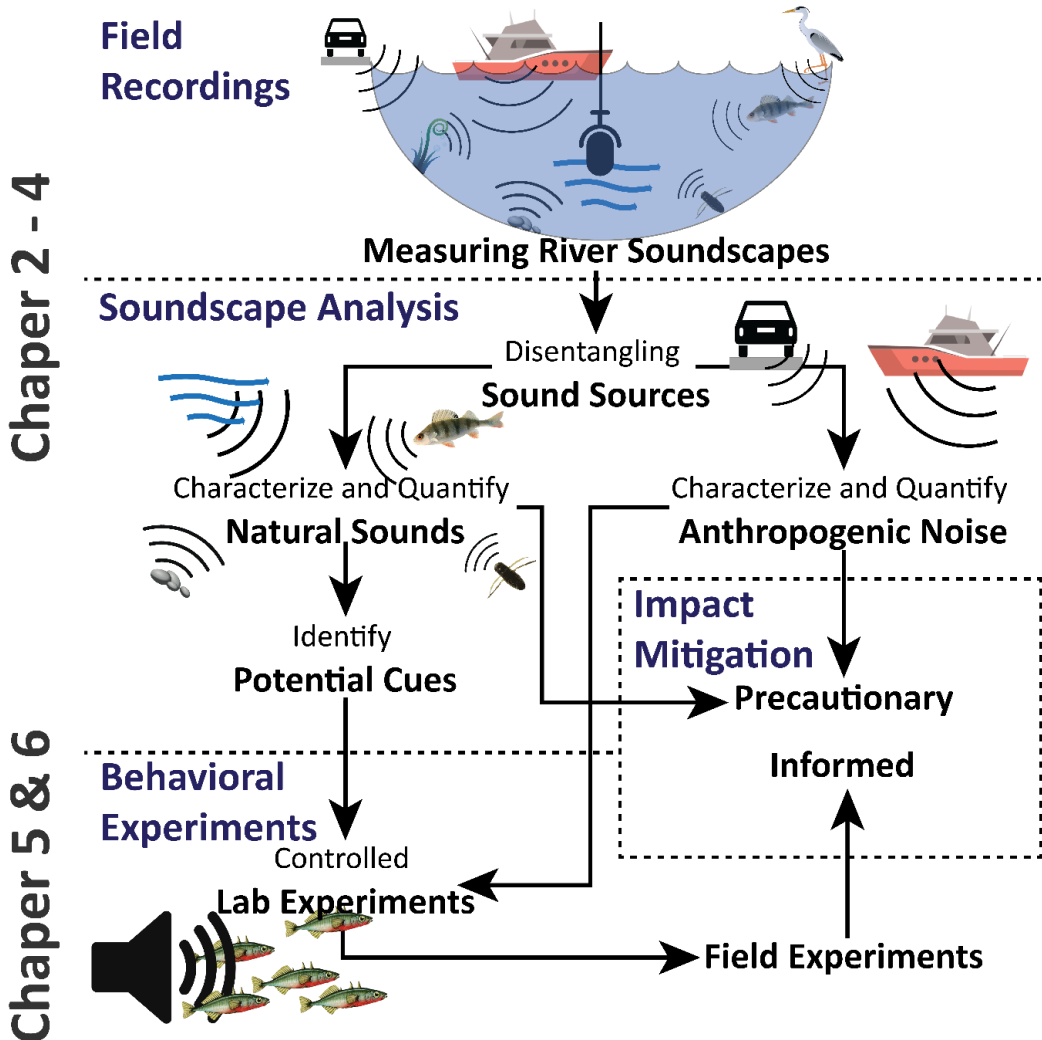 Field
Recordings
Chaper 2 - 4
Measuring River Soundscapes
Soundscape Analysis
Disentangling
Sound Sources
Characterize and Quantify
Natural Sounds
Characterize and Quantify
Anthropogenic Noise
Identify
Potential Cues
Impact
Mitigation
Precautionary
Informed
Chaper 5 & 6
Behavioral
Experiments
Controlled
Lab Experiments
Field Experiments